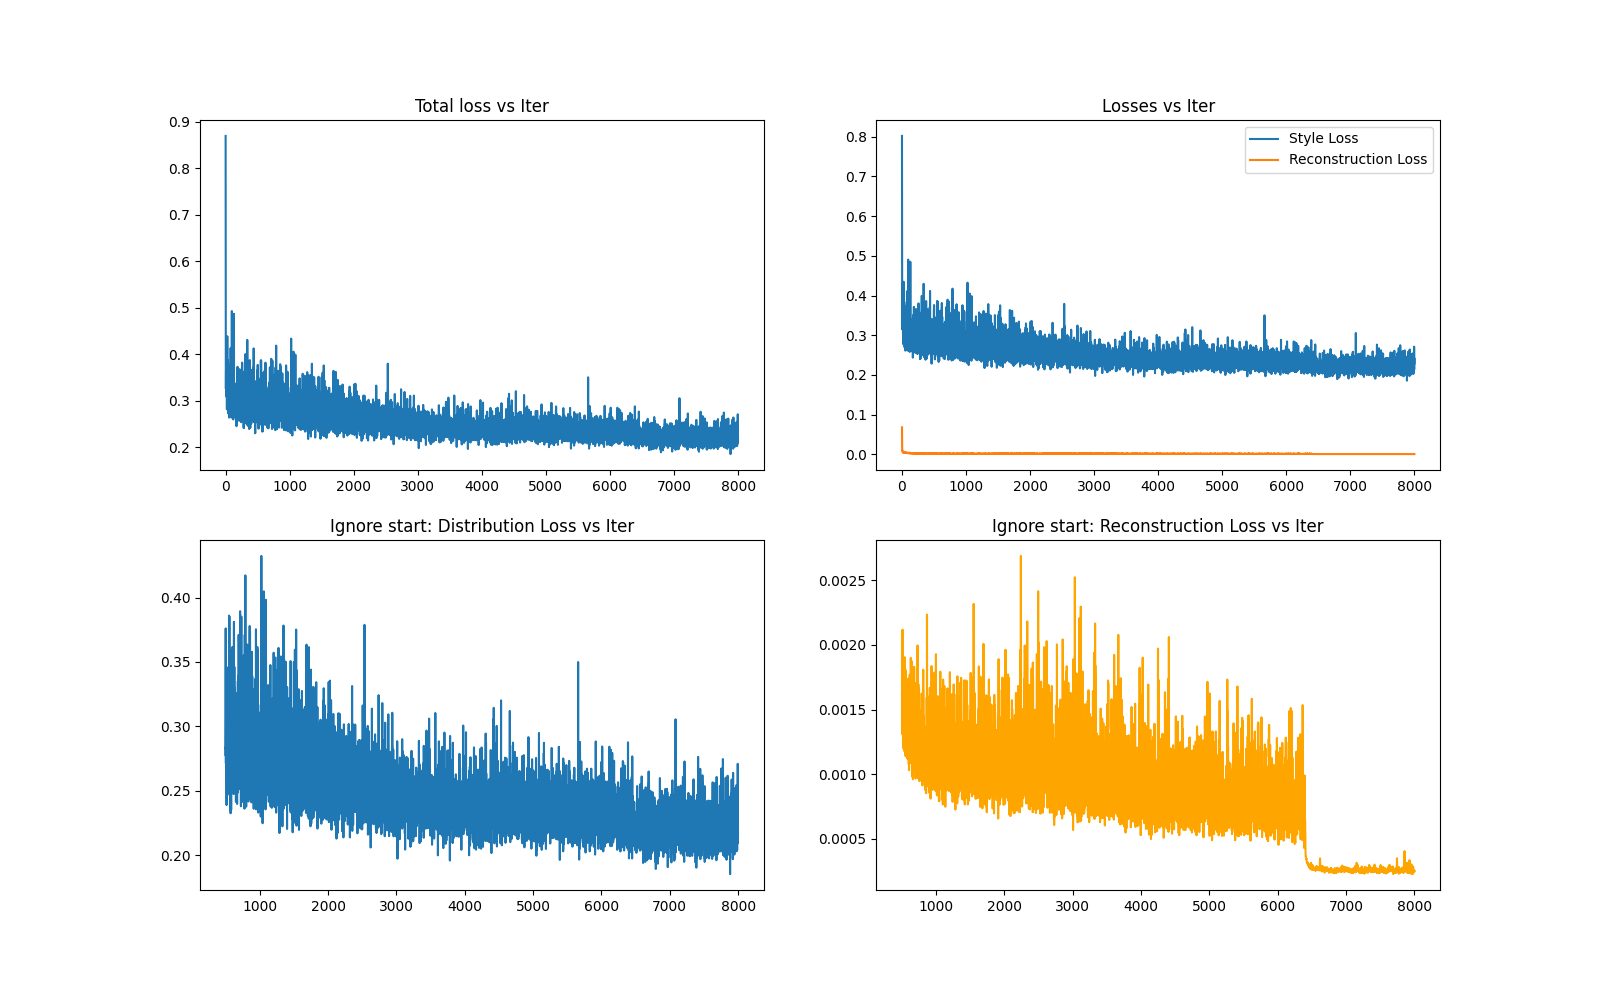 Total loss vs Iter
0.9
0.8
0.7
0.6
0.5
0.4
0.3
0.2
0 1000 2000 3000 4000 5000 6000 7000 8000
Losses vs Iter
Style Loss
Reconstruction Loss
0.8
0.7
0.6
0.5
0.4
0.3
0.2
0.1
0.0
0 1000 2000 3000 4000 5000 6000 7000 8000
Ignore start: Distribution Loss vs Iter
0.40
0.35
0.30
0.25
0.20
1000 2000 3000 4000 5000 6000 7000 8000
Ignore start: Reconstruction Loss vs Iter
0.0025
0.0020
0.0015
0.0010
0.0005
1000 2000 3000 4000 5000 6000 7000 8000